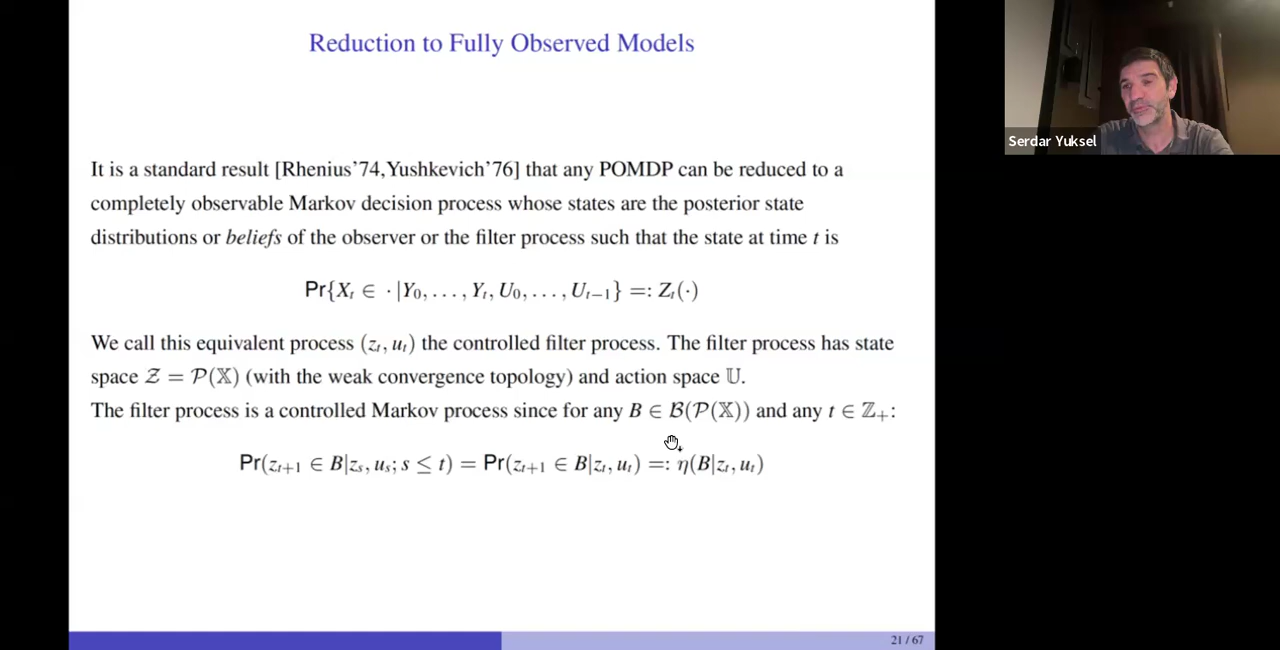 Reduction to Fully Observed Models
Serdar Yuksel
It is a standard result [Rhenius'74,Yushkevich'76] that any POMDP can be reduced to a
completely observable Markov decision process whose states are the posterior state
distributions or beliefs of the observer or the filter process such that the state at time t is
Pr{X_t ∈ · |Y_0, . . . , Y_t, U_0, . . . , U_{t−1}} =: Z_t(·)
We call this equivalent process (z_t, u_t) the controlled filter process. The filter process has state
space 𝒵 = 𝒫(𝕏) (with the weak convergence topology) and action space 𝕌.
The filter process is a controlled Markov process since for any B ∈ ℬ(𝒫(𝕏)) and any t ∈ ℤ_+:
Pr(z_{t+1} ∈ B|z_s, u_s; s ≤ t) = Pr(z_{t+1} ∈ B|z_t, u_t) =: η(B|z_t, u_t)
21 / 67